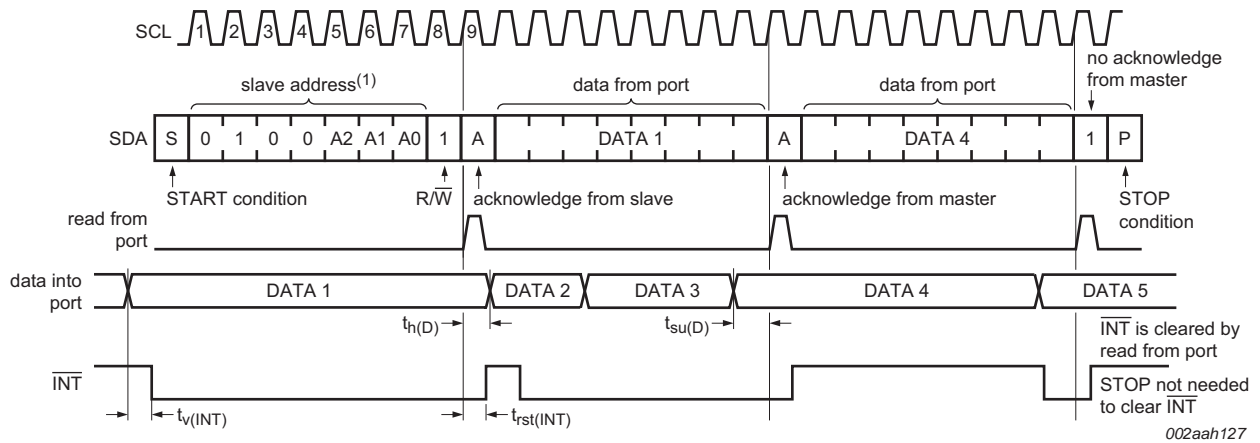 SCL 1 2 3 4 5 6 7 8 9
no acknowledge
from master
slave address(1) data from port data from port
SDA S 0 1 0 0 A2 A1 A0 1 A DATA 1 A DATA 4 1 P
START condition R/W̅ acknowledge from slave acknowledge from master STOP
condition
read from
port
data into
port
DATA 1 DATA 2 DATA 3 DATA 4 DATA 5
th(D) tsu(D)
I̅N̅T̅ is cleared by
read from port
I̅N̅T̅
STOP not needed
to clear I̅N̅T̅
tv(INT) trst(INT)
002aah127